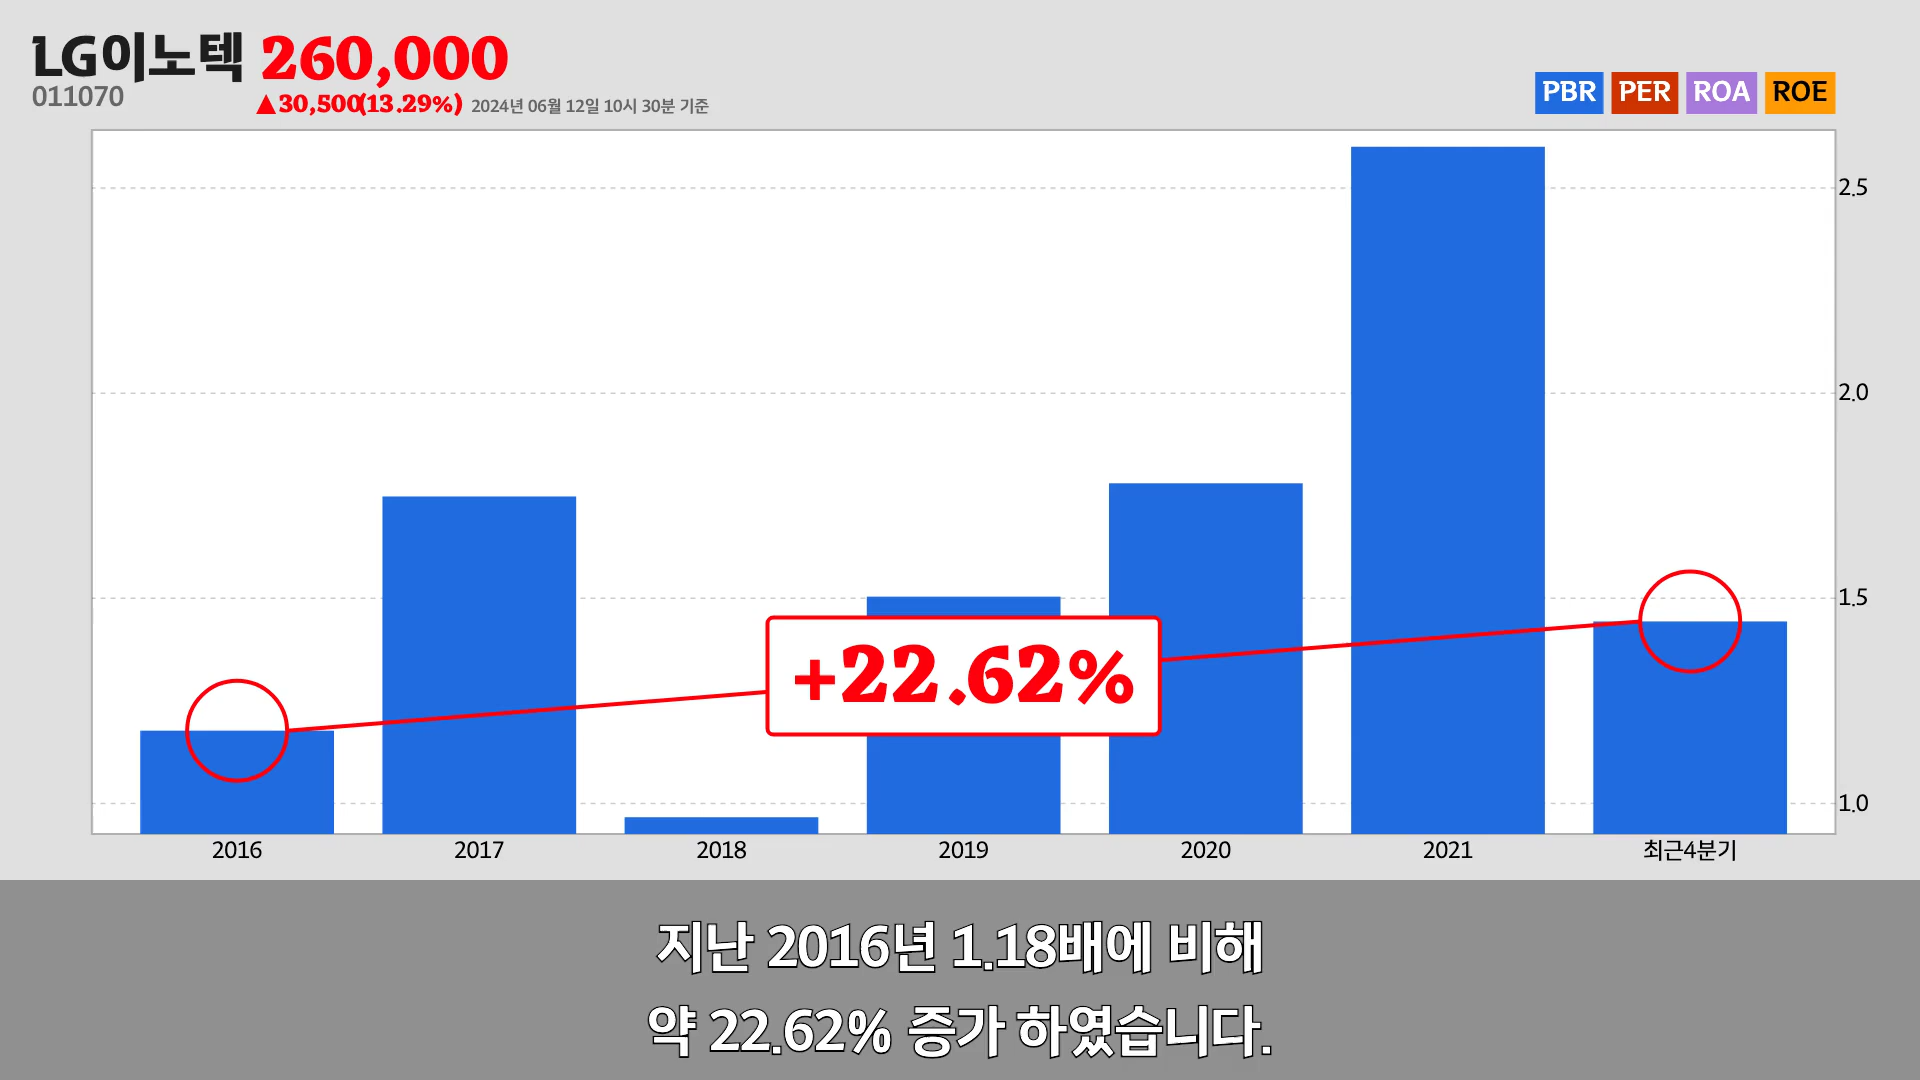 LG이노텍 260,000
011070 ▲30,500(13.29%) 2024년 06월 12일 10시 30분 기준
PBR PER ROA ROE
2.5
2.0
1.5
1.0
+22.62%
2016 2017 2018 2019 2020 2021 최근4분기
지난 2016년 1.18배에 비해
약 22.62% 증가 하였습니다.